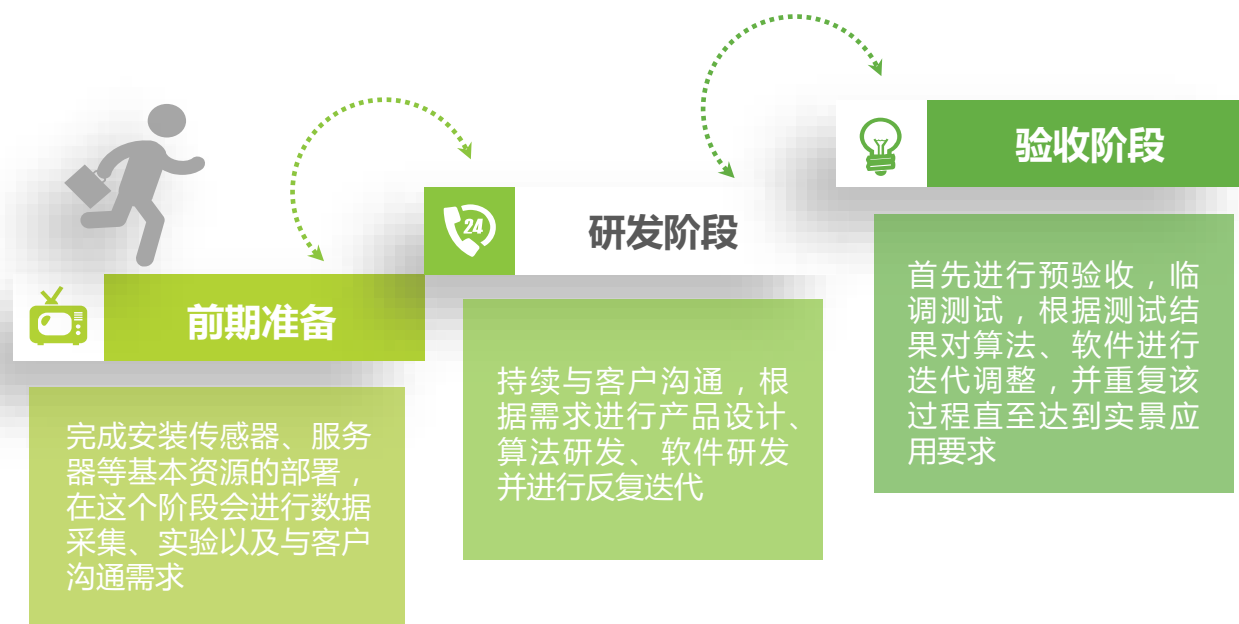 前期准备
完成安装传感器、服务
器等基本资源的部署，
在这个阶段会进行数据
采集、实验以及与客户
沟通需求
24
研发阶段
持续与客户沟通，根
据需求进行产品设计、
算法研发、软件研发
并进行反复迭代
验收阶段
首先进行预验收，临
调测试，根据测试结
果对算法、软件进行
迭代调整，并重复该
过程直至达到实景应
用要求